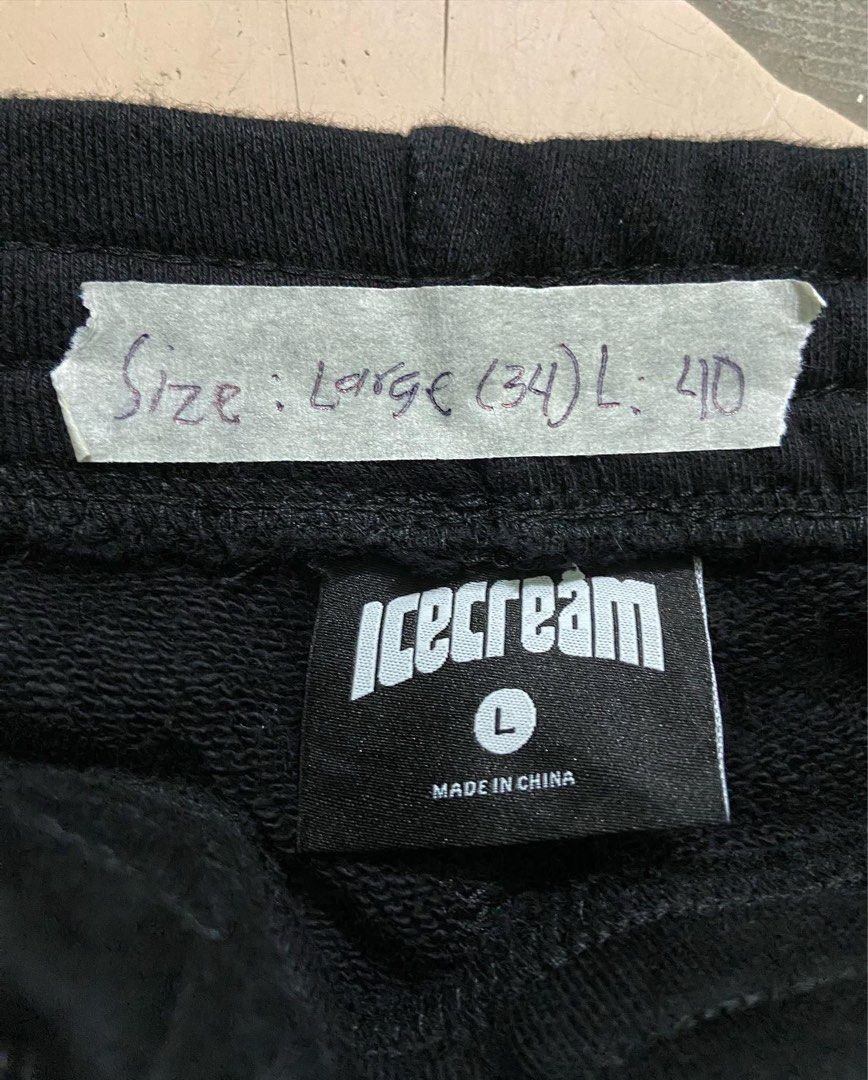 Size: Large (34) L: 40
Icecream
L
MADE IN CHINA